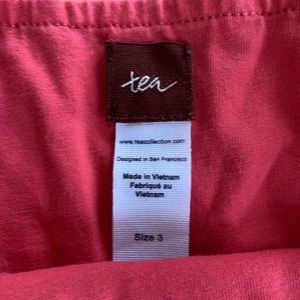 tea
www.teacollection.com
Designed in San Francisco
Made in Vietnam
Fabriqué au
Vietnam
Size 3